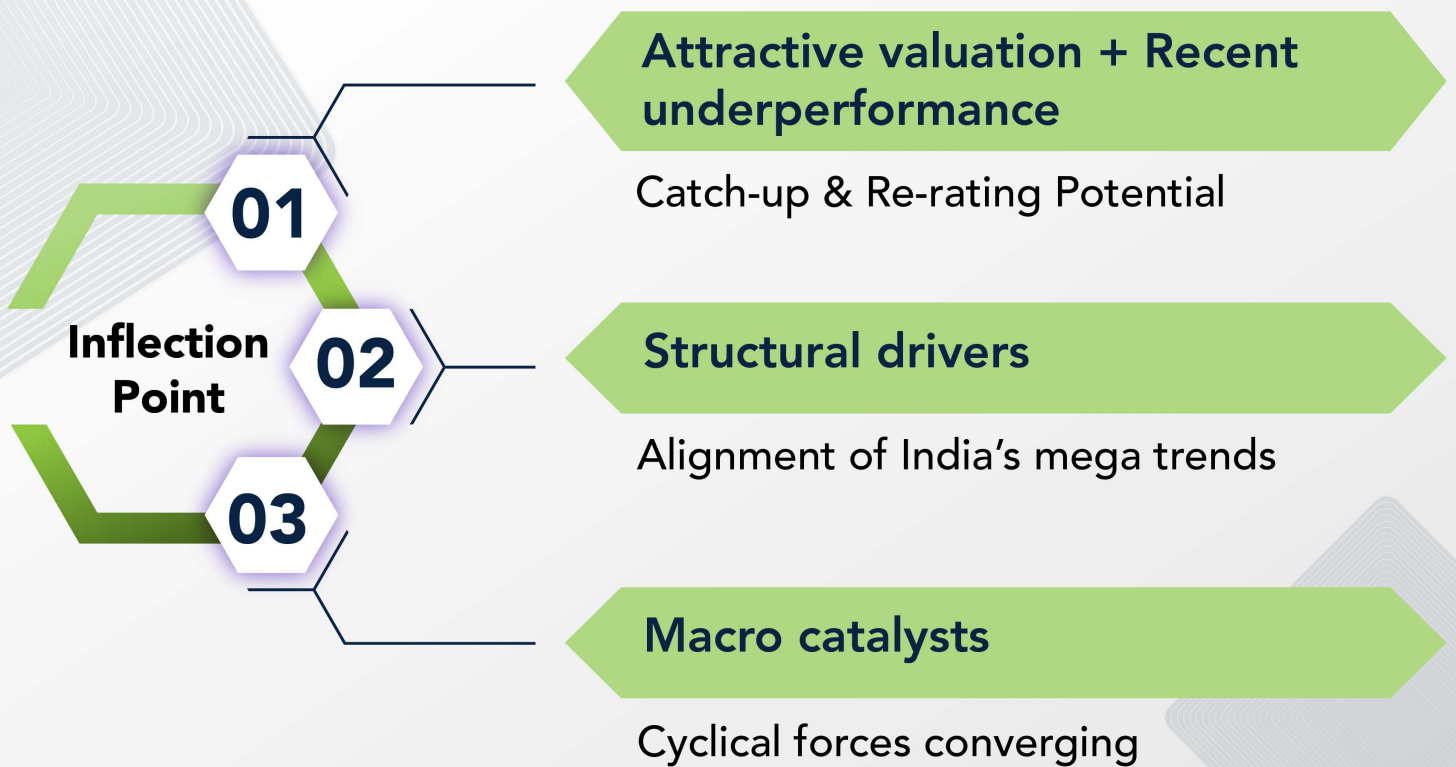 Inflection
Point
01
Attractive valuation + Recent
underperformance
Catch-up & Re-rating Potential
02
Structural drivers
Alignment of India’s mega trends
03
Macro catalysts
Cyclical forces converging